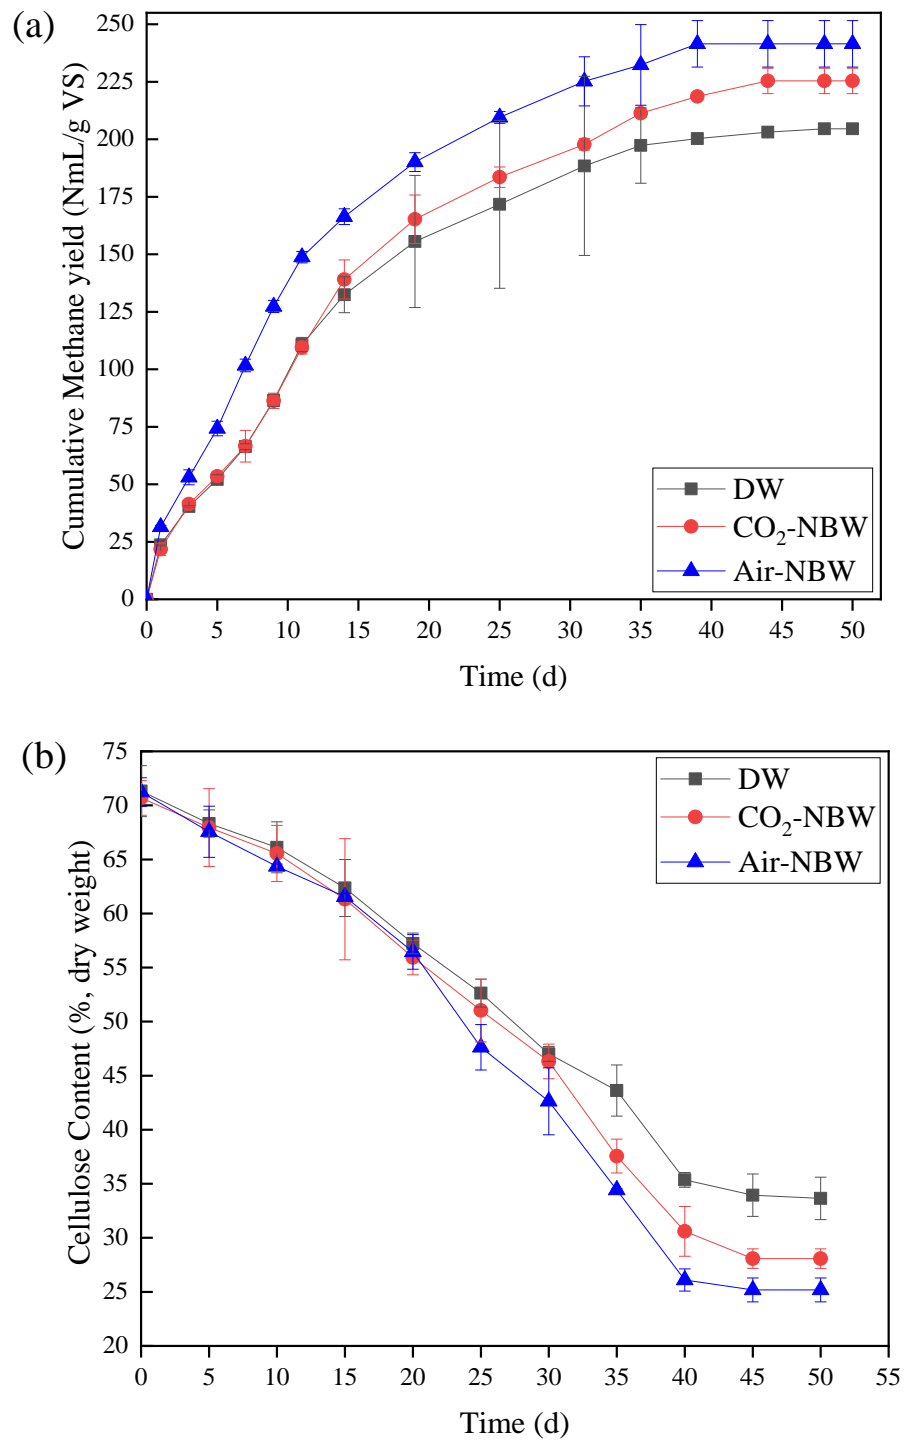 (a)
Cumulative Methane yield (NmL/g VS)
250
225
200
175
150
125
100
75
50
25
0
DW
CO₂-NBW
Air-NBW
0 5 10 15 20 25 30 35 40 45 50
Time (d)
(b)
Cellulose Content (%, dry weight)
75
70
65
60
55
50
45
40
35
30
25
20
DW
CO₂-NBW
Air-NBW
0 5 10 15 20 25 30 35 40 45 50 55
Time (d)